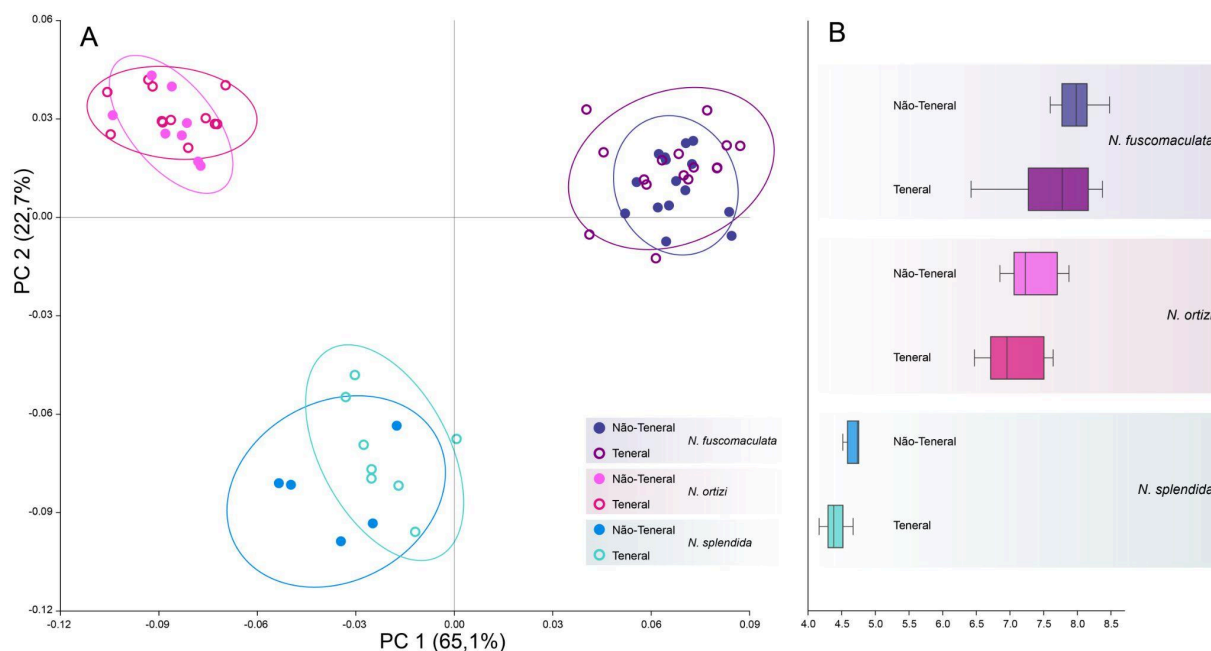 A
0.06
0.03
0.00
-0.03
-0.06
-0.09
-0.12
PC 2 (22,7%)
-0.12
-0.09
-0.06
-0.03
0.00
0.03
0.06
0.09
PC 1 (65,1%)
Não-Teneral
Teneral
N. fuscomaculata
Não-Teneral
Teneral
N. ortizi
Não-Teneral
Teneral
N. splendida
B
Não-Teneral
N. fuscomaculata
Teneral
Não-Teneral
N. ortizi
Teneral
Não-Teneral
N. splendida
Teneral
4.0
4.5
5.0
5.5
6.0
6.5
7.0
7.5
8.0
8.5